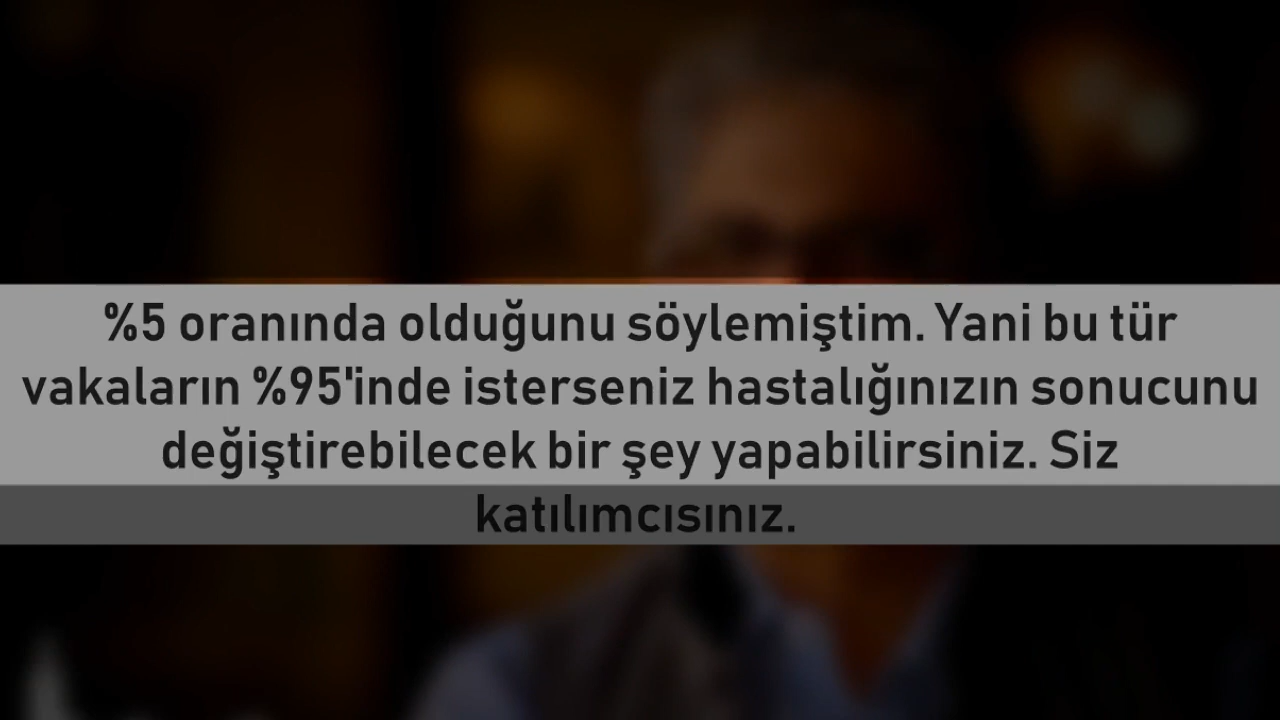 %5 oranında olduğunu söylemiştim. Yani bu tür
vakaların %95'inde isterseniz hastalığınızın sonucunu
değiştirebilecek bir şey yapabilirsiniz. Siz
katılımcısınız.